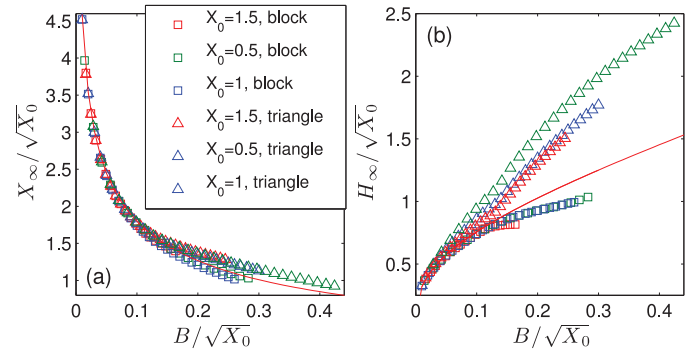 X∞/√X₀
4.5
4
3.5
3
2.5
2
1.5
1
0
0.1
0.2
0.3
0.4
B/√X₀
(a)
X₀=1.5, block
X₀=0.5, block
X₀=1, block
X₀=1.5, triangle
X₀=0.5, triangle
X₀=1, triangle
(b)
H∞/√X₀
2.5
2
1.5
1
0.5
0
0.1
0.2
0.3
0.4
B/√X₀